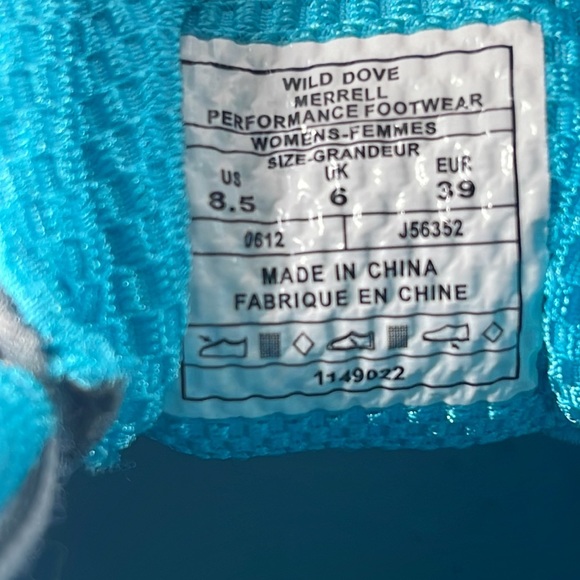 WILD DOVE
MERRELL
PERFORMANCE FOOTWEAR
WOMENS-FEMMES
SIZE-GRANDEUR
US UK EUR
8.5 6 39
0612 J56352
MADE IN CHINA
FABRIQUE EN CHINE
1149022